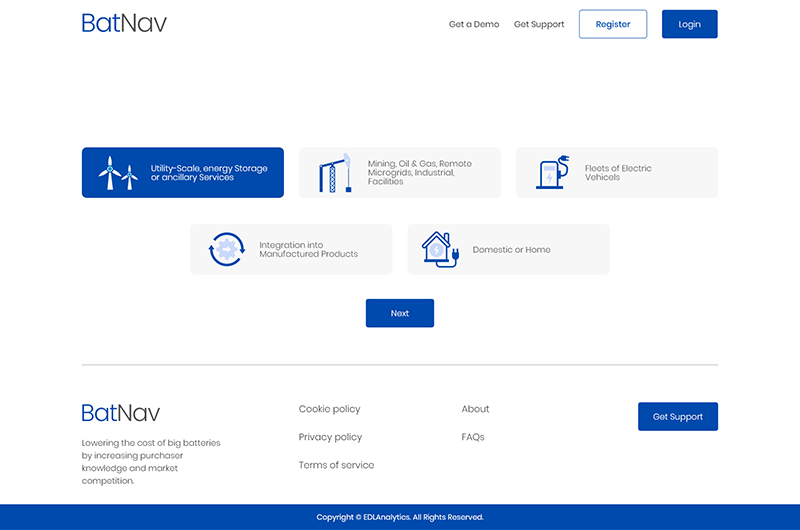 BatNav
Get a Demo
Get Support
Register
Login
Utility-Scale, energy Storage
or ancillary Services
Mining, Oil & Gas, Remote
Microgrids, Industrial,
Facilities
Fleets of Electric
Vehicels
Integration into
Manufactured Products
Domestic or Home
Next
BatNav
Lowering the cost of big batteries
by increasing purchaser
knowledge and market
competition.
Cookie policy
Privacy policy
Terms of service
About
FAQs
Get Support
Copyright © EDLAnalytics. All Rights Reserved.